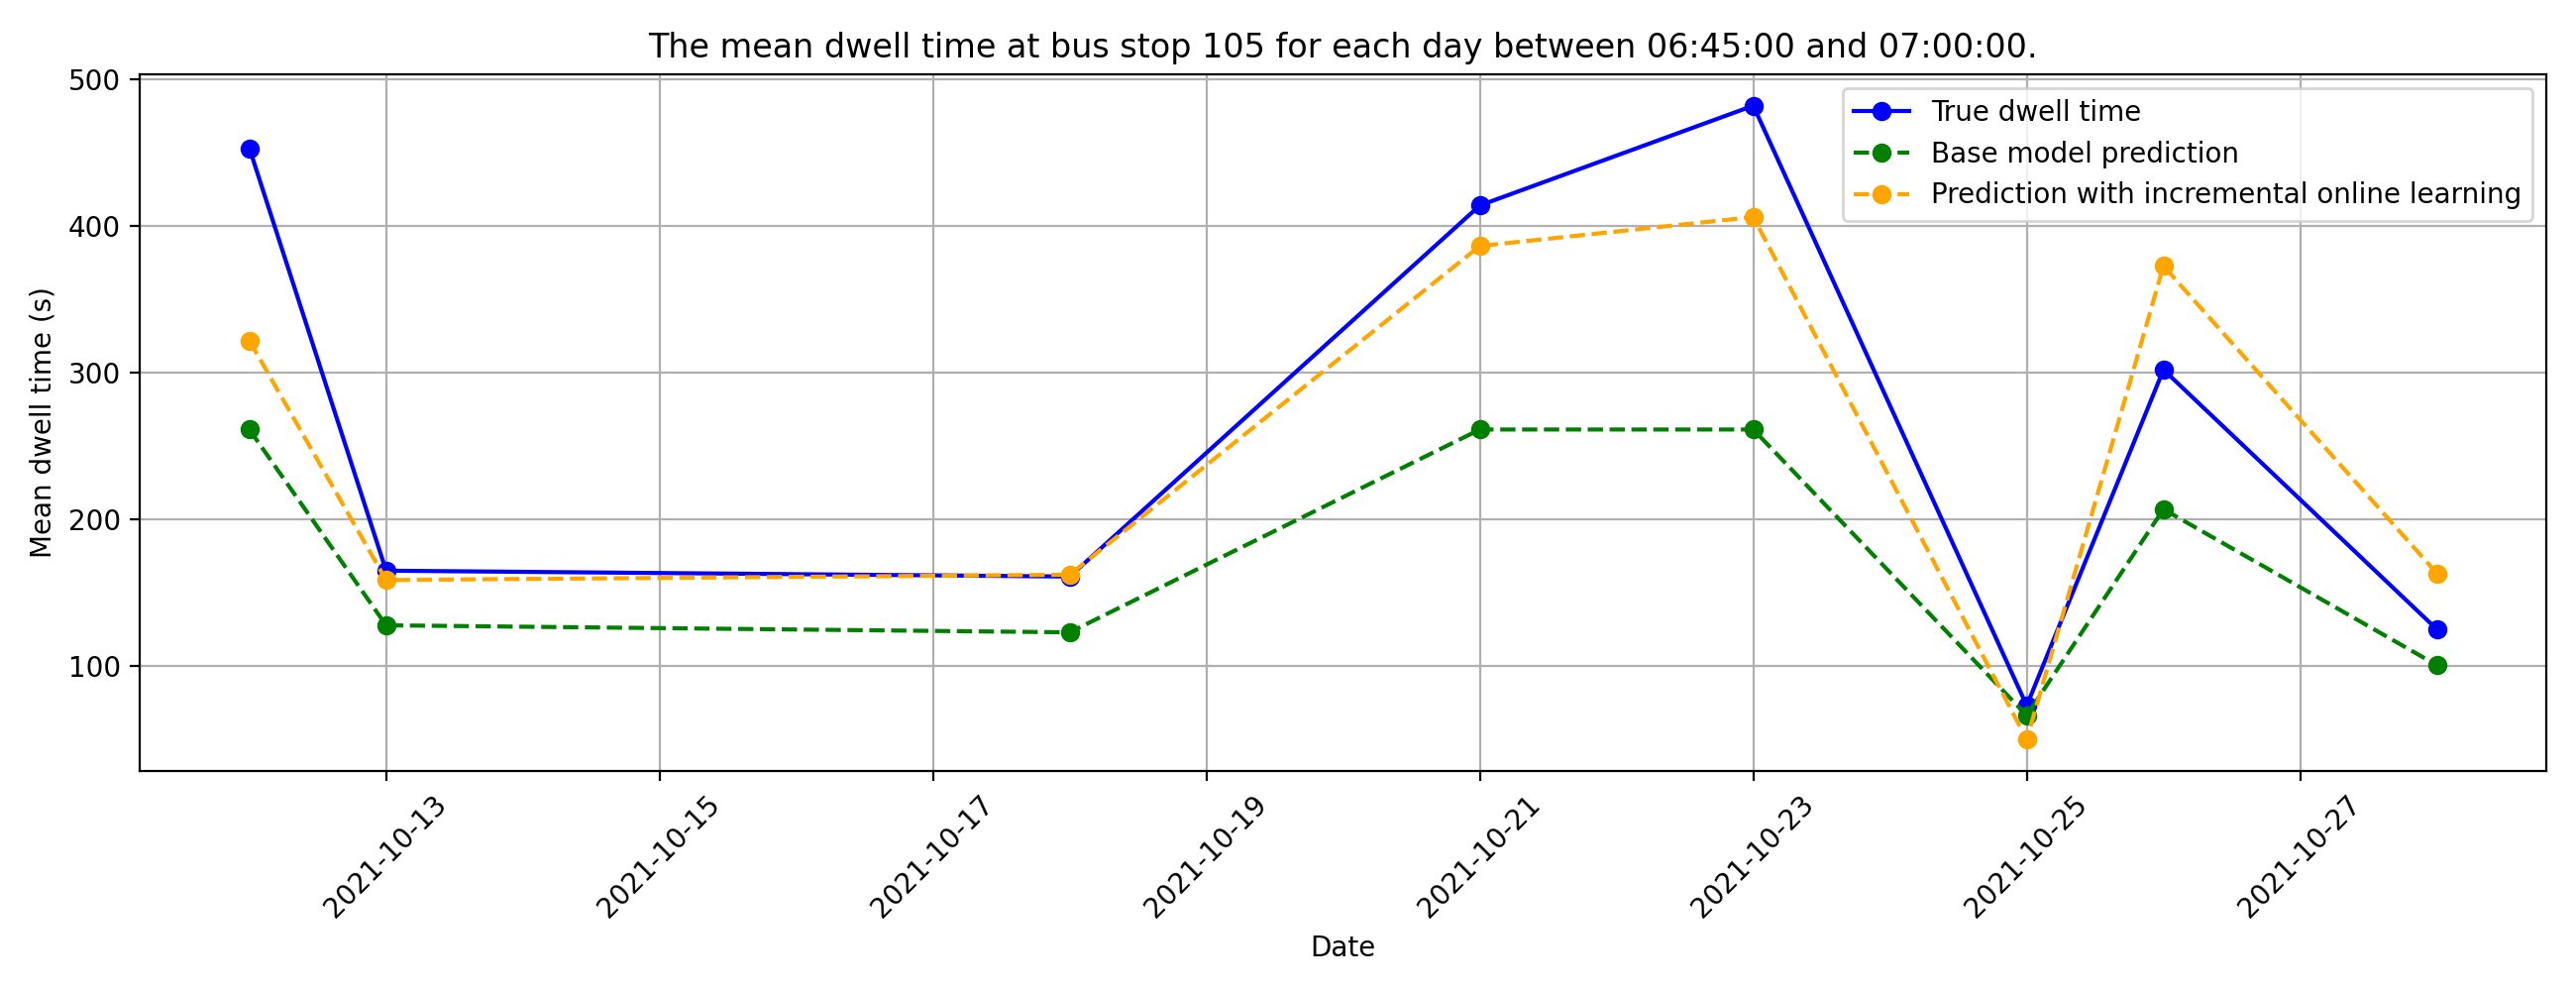 The mean dwell time at bus stop 105 for each day between 06:45:00 and 07:00:00.
500
400
300
200
100
Mean dwell time (s)
True dwell time
Base model prediction
Prediction with incremental online learning
2021-10-13
2021-10-15
2021-10-17
2021-10-19
2021-10-21
2021-10-23
2021-10-25
2021-10-27
Date